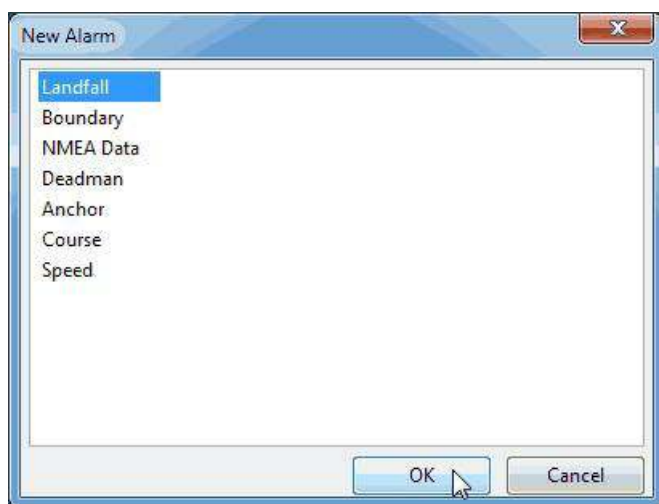 New Alarm
Landfall
Boundary
NMEA Data
Deadman
Anchor
Course
Speed
OK
Cancel